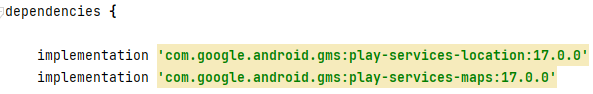 dependencies {
implementation 'com.google.android.gms:play-services-location:17.0.0'
implementation 'com.google.android.gms:play-services-maps:17.0.0'